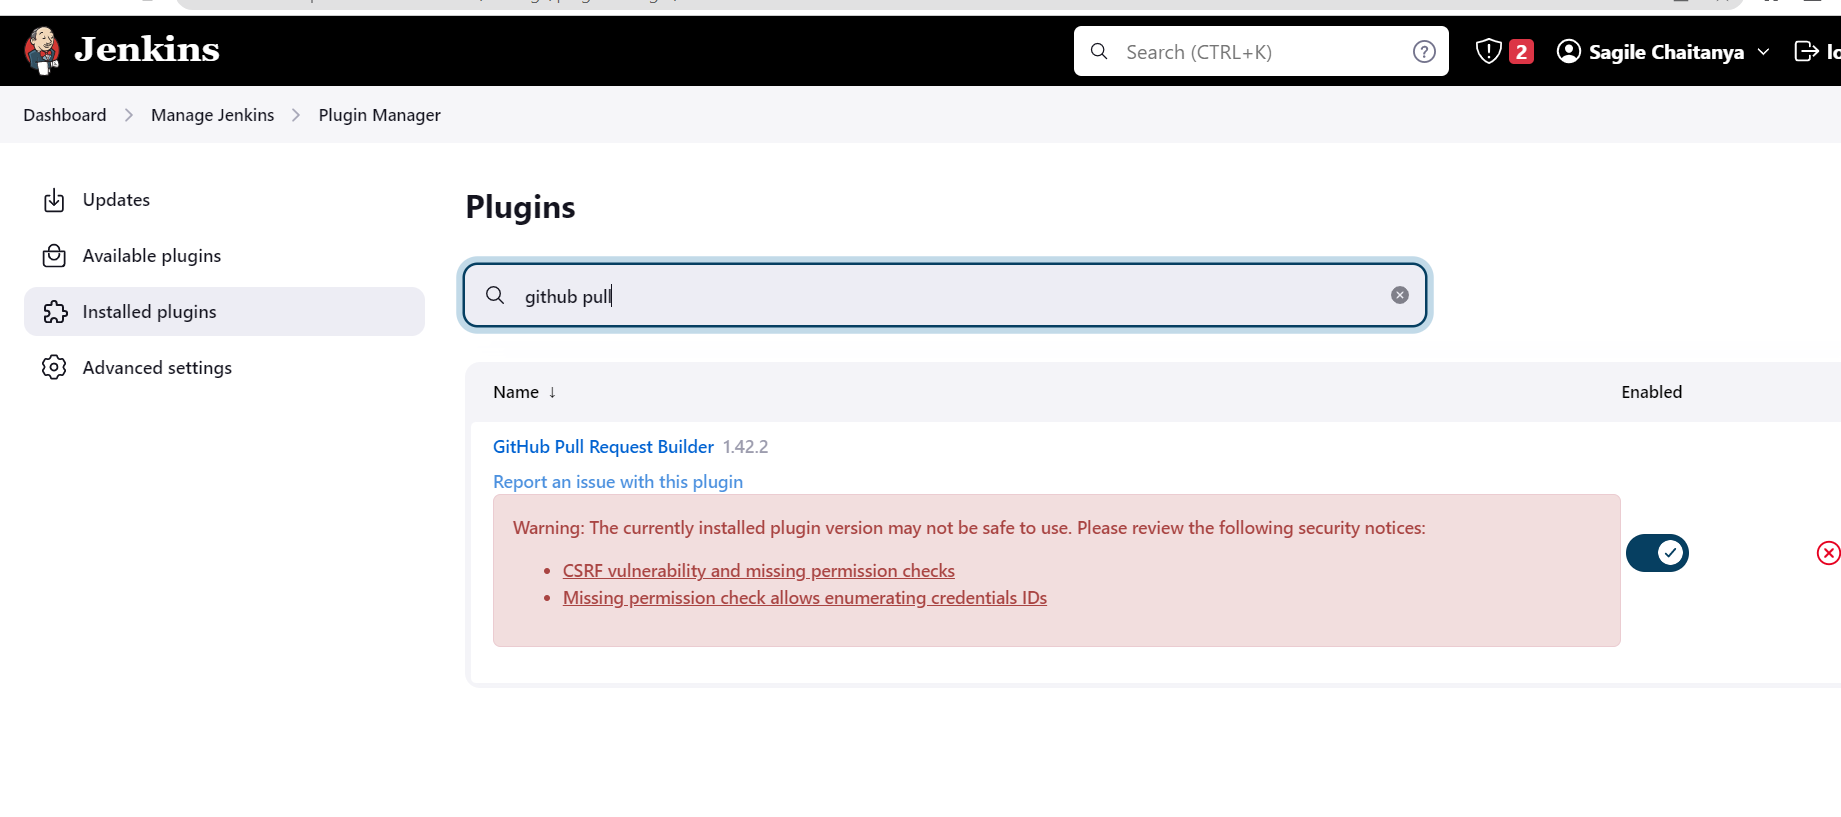 Jenkins
Search (CTRL+K)
2
Sagile Chaitanya
Dashboard
Manage Jenkins
Plugin Manager
Updates
Available plugins
Installed plugins
Advanced settings
Plugins
github pull
Name ↓
Enabled
GitHub Pull Request Builder 1.42.2
Report an issue with this plugin
Warning: The currently installed plugin version may not be safe to use. Please review the following security notices:
• CSRF vulnerability and missing permission checks
• Missing permission check allows enumerating credentials IDs